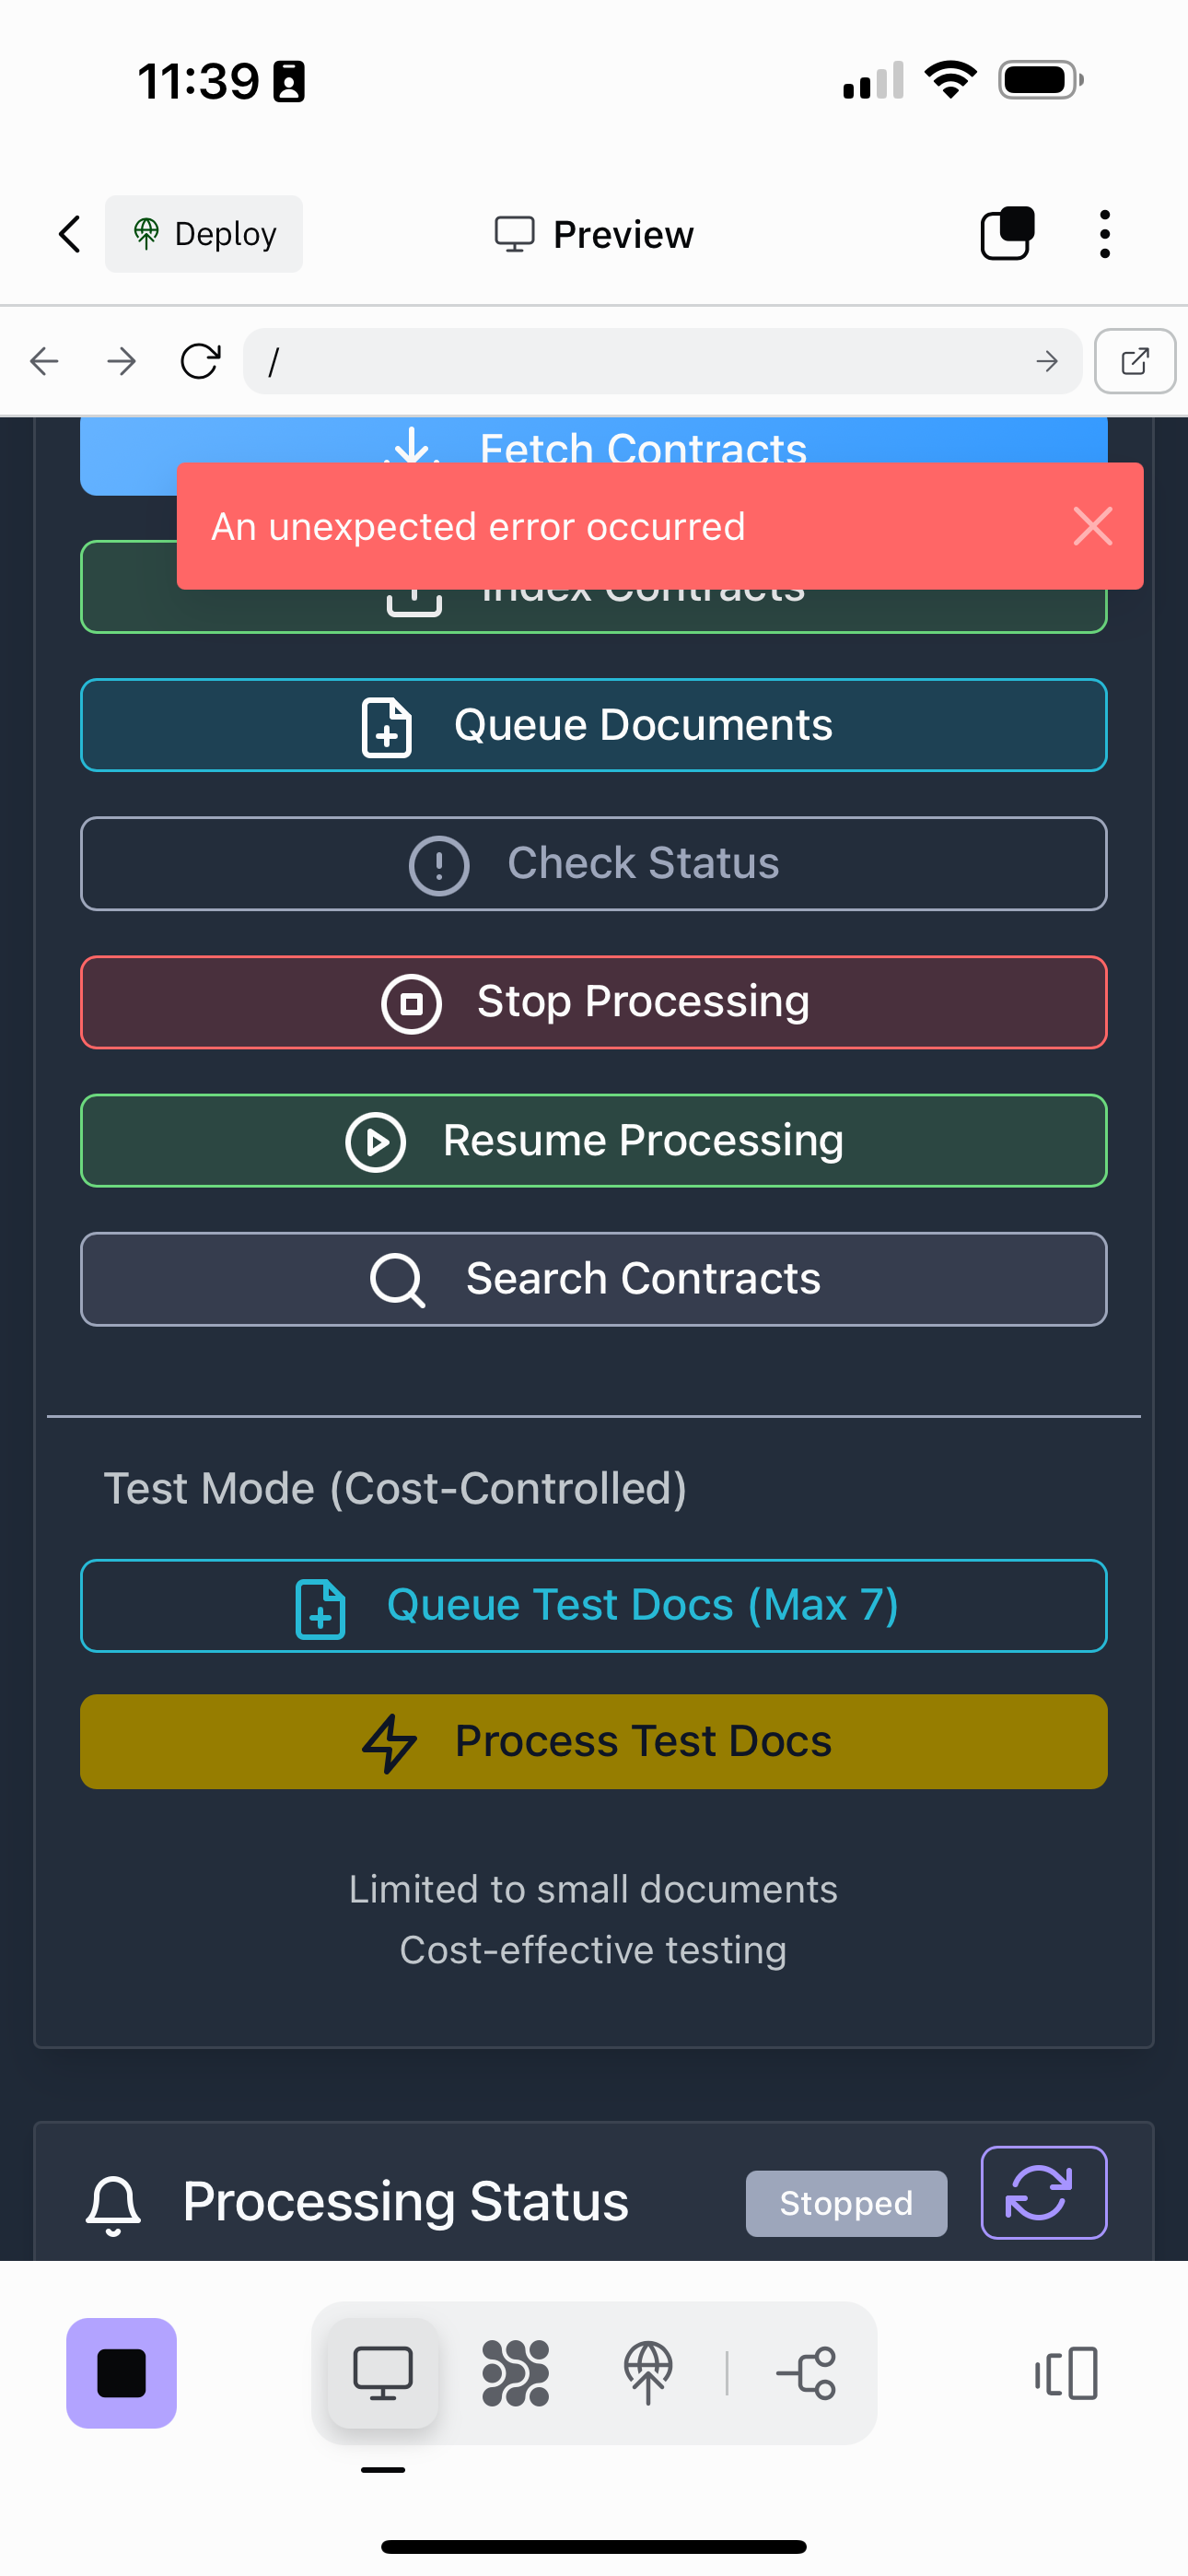 11:39
Deploy
Preview
/
Fetch Contracts
An unexpected error occurred
Index Contracts
Queue Documents
Check Status
Stop Processing
Resume Processing
Search Contracts
Test Mode (Cost-Controlled)
Queue Test Docs (Max 7)
Process Test Docs
Limited to small documents
Cost-effective testing
Processing Status
Stopped